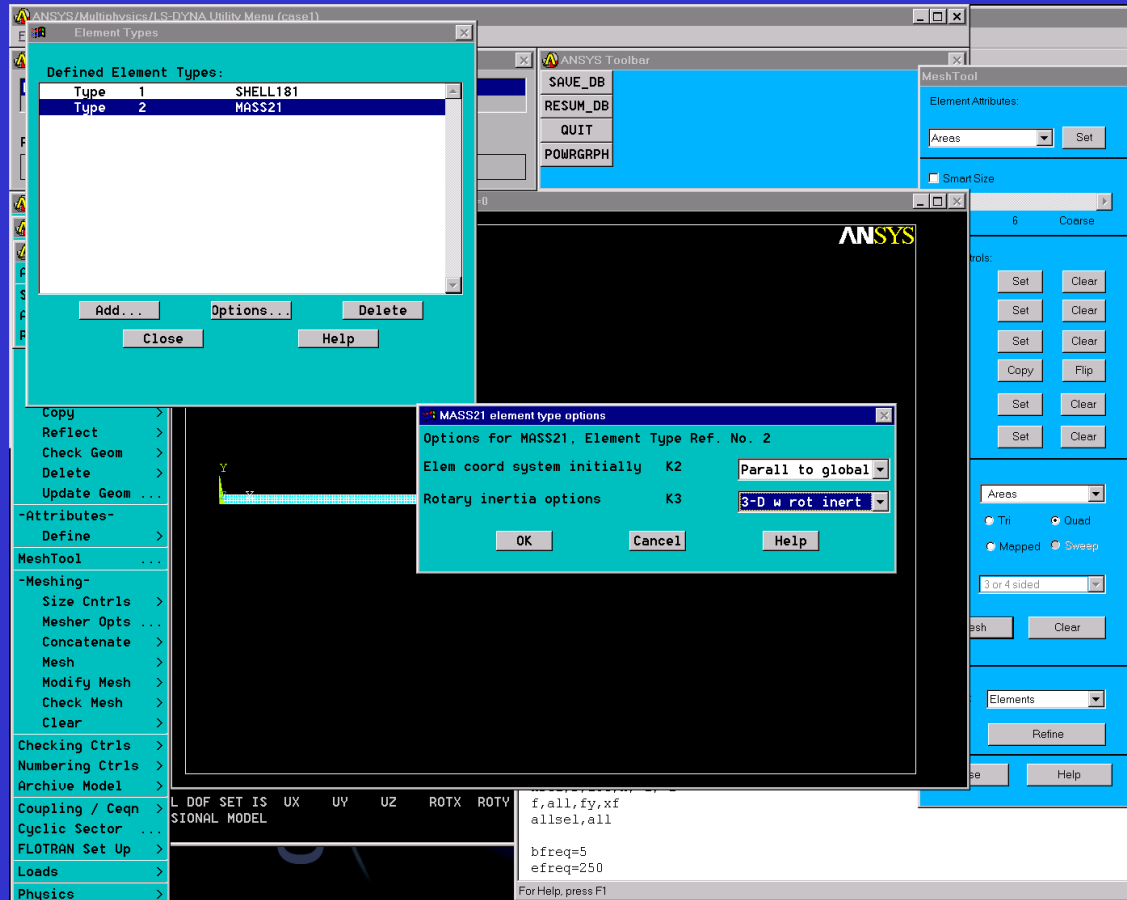 ANSYS/Multiphysics/LS-DYNA Utility Menu (case1)
Element Types
Defined Element Types:
Type 1 SHELL181
Type 2 MASS21
Add...
Options...
Delete
Close
Help
ANSYS Toolbar
SAVE_DB
RESUM_DB
QUIT
POWRGRPH
MeshTool
Element Attributes:
Areas
Set
Smart Size
6 Coarse
trols:
Set Clear
Set Clear
Set Clear
Copy Flip
Set Clear
Set Clear
Areas
Tri Quad
Mapped Sweep
3 or 4 sided
esh Clear
Elements
Refine
se Help
=0
ANSYS
Y
X
MASS21 element type options
Options for MASS21, Element Type Ref. No. 2
Elem coord system initially K2 Parall to global
Rotary inertia options K3 3-D w rot inert
OK Cancel Help
Copy >
Reflect >
Check Geom >
Delete >
Update Geom ...
-Attributes-
Define >
MeshTool ...
-Meshing-
Size Cntrls >
Mesher Opts ...
Concatenate >
Mesh >
Modify Mesh >
Check Mesh >
Clear >
Checking Ctrls >
Numbering Ctrls >
Archive Model >
Coupling / Ceqn >
Cyclic Sector ...
FLOTRAN Set Up >
Loads >
Physics >
L DOF SET IS UX UY UZ ROTX ROTY
SIONAL MODEL
f,all,fy,xf
allsel,all
bfreq=5
efreq=250
For Help, press F1